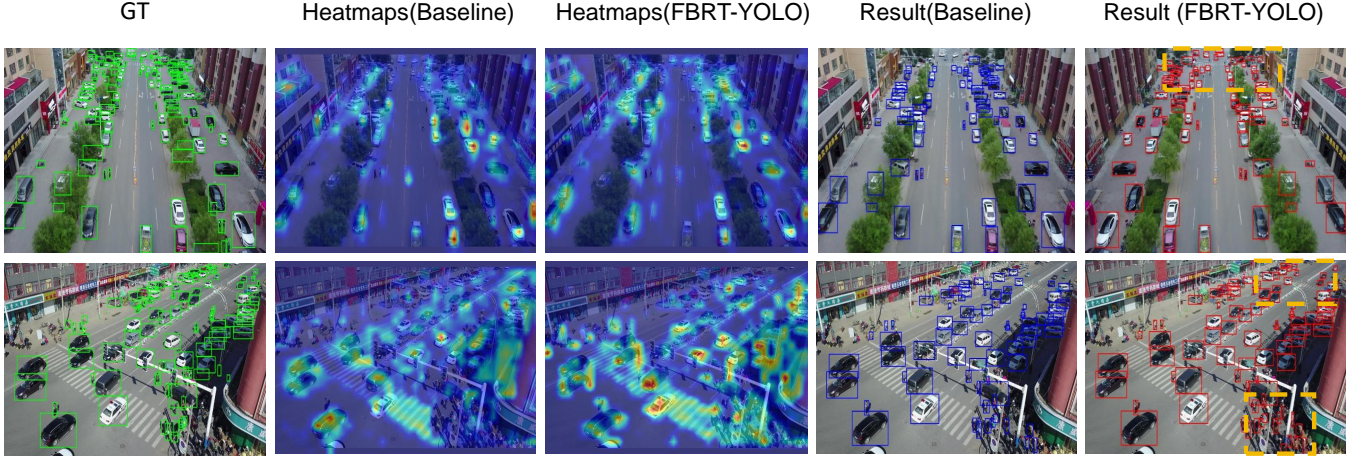 GT
Heatmaps(Baseline)
Heatmaps(FBRT-YOLO)
Result(Baseline)
Result (FBRT-YOLO)